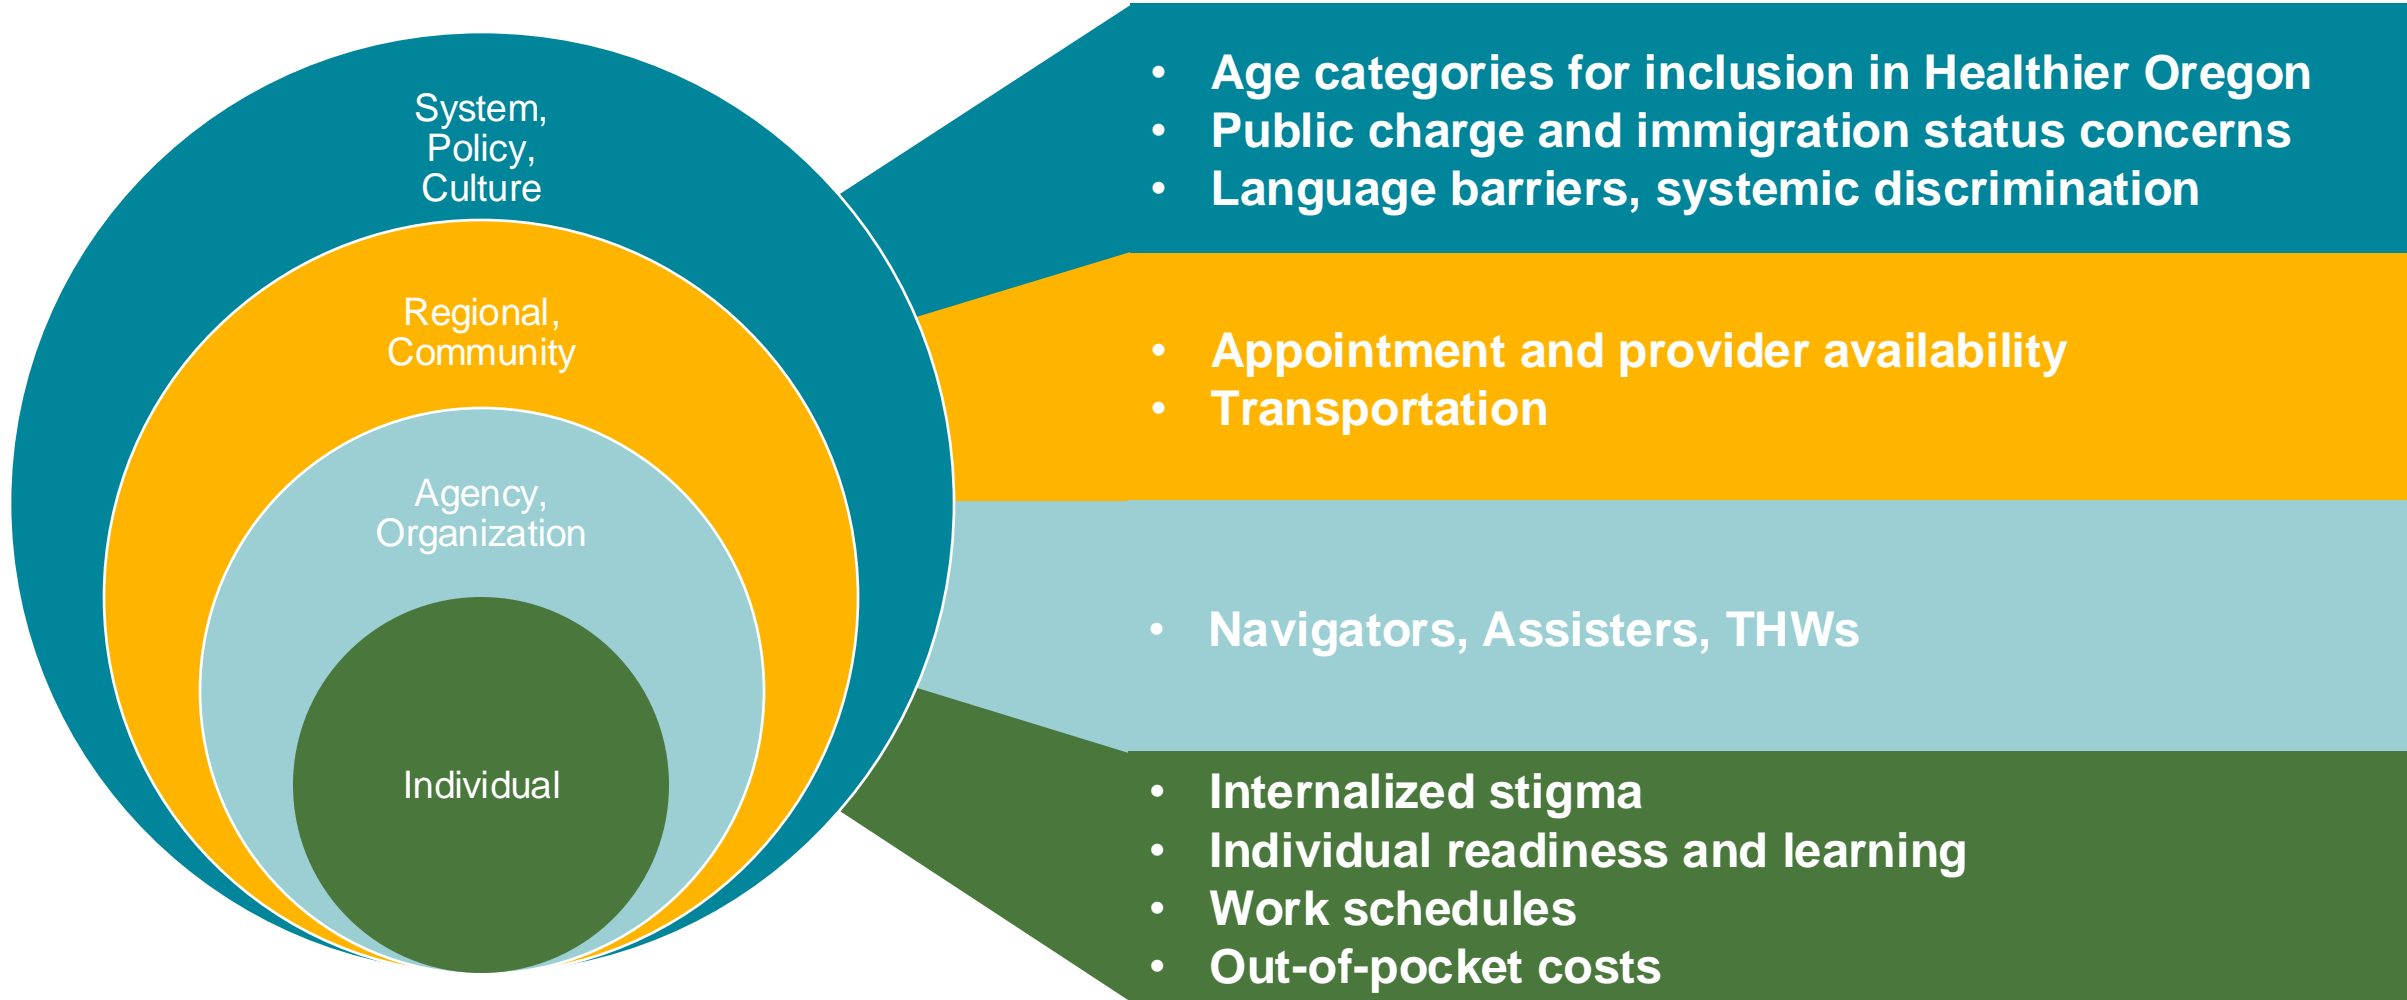 System,
Policy,
Culture
• Age categories for inclusion in Healthier Oregon
• Public charge and immigration status concerns
• Language barriers, systemic discrimination
Regional,
Community
• Appointment and provider availability
• Transportation
Agency,
Organization
• Navigators, Assisters, THWs
Individual
• Internalized stigma
• Individual readiness and learning
• Work schedules
• Out-of-pocket costs